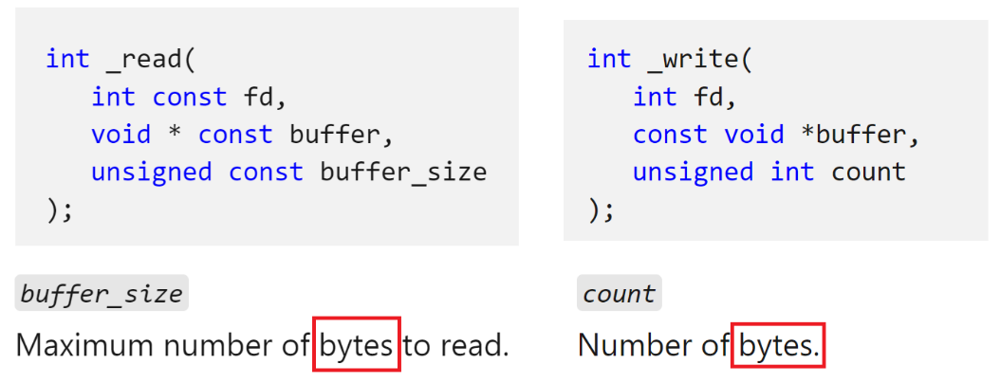 int _read(
int const fd,
void * const buffer,
unsigned const buffer_size
);
buffer_size
Maximum number of bytes to read.
int _write(
int fd,
const void *buffer,
unsigned int count
);
count
Number of bytes.